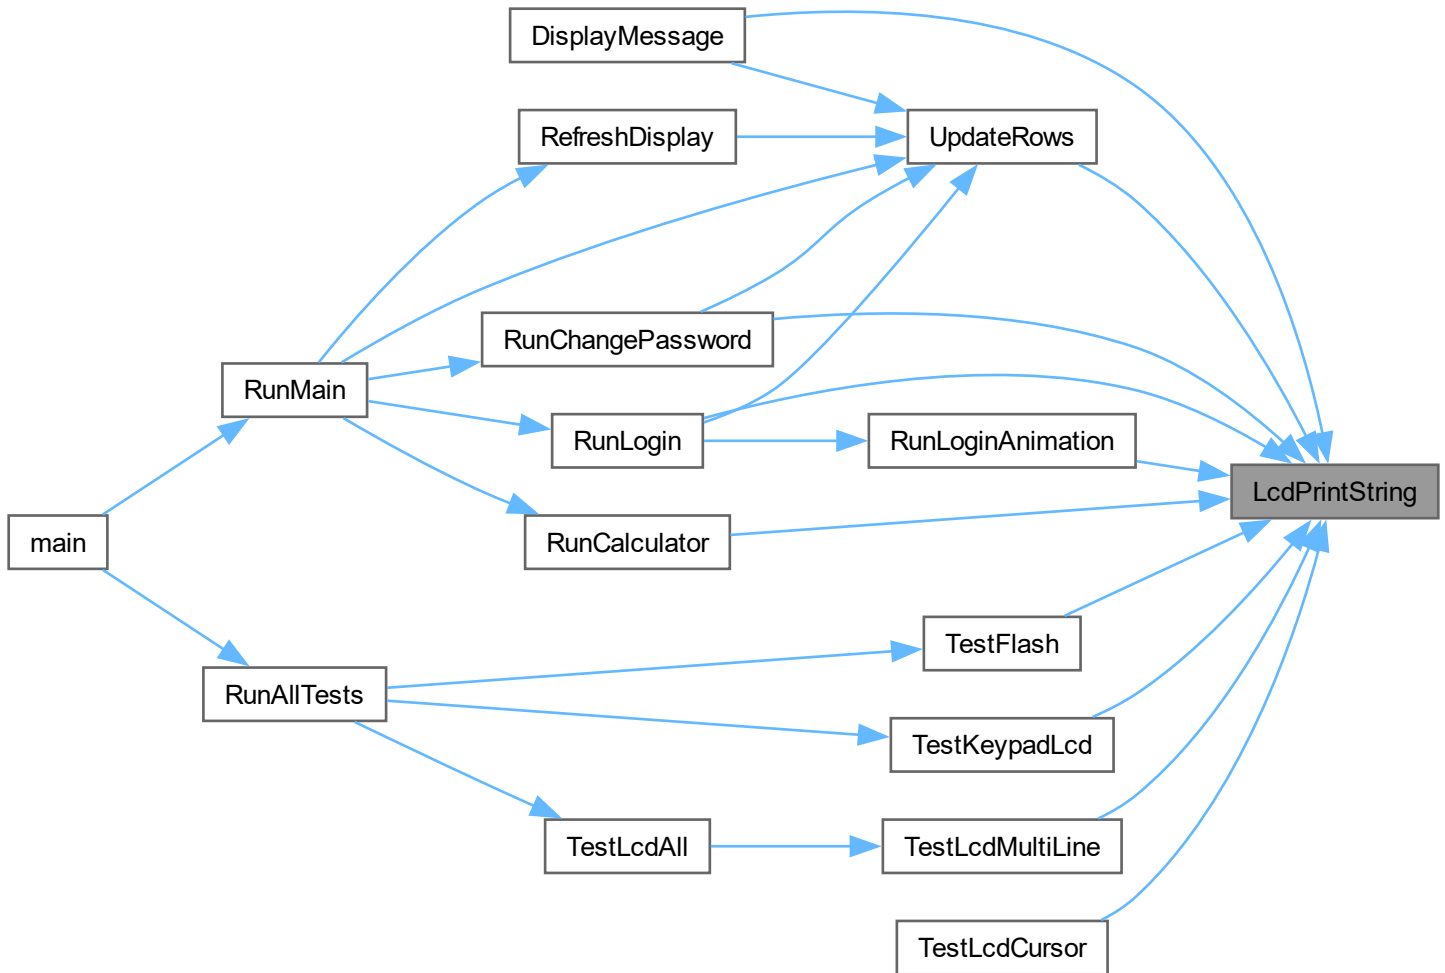 DisplayMessage
RefreshDisplay
UpdateRows
RunChangePassword
RunMain
RunLogin
RunLoginAnimation
LcdPrintString
main
RunCalculator
TestFlash
RunAllTests
TestKeypadLcd
TestLcdAll
TestLcdMultiLine
TestLcdCursor